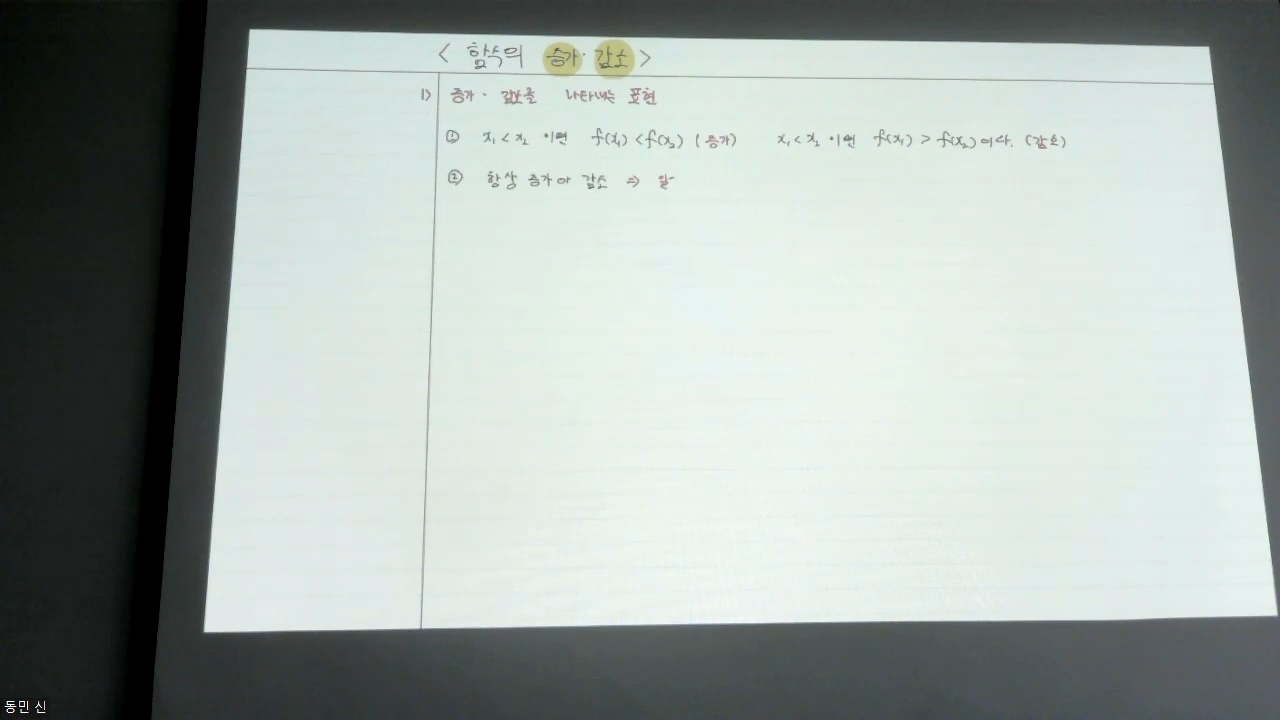 < 함수의 증가·감소 >
1) 증가·감소를 나타내는 표현
① x₁ < x₂ 이면 f(x₁) < f(x₂) (증가) x₁ < x₂ 이면 f(x₁) > f(x₂) 이다. (감소)
② 항상 증가 or 감소 ⇒
동민 신